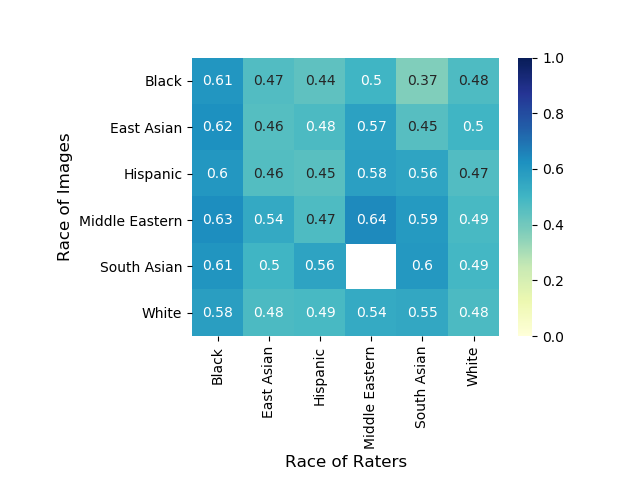 Race of Images
Black 0.61 0.47 0.44 0.5 0.37 0.48
East Asian 0.62 0.46 0.48 0.57 0.45 0.5
Hispanic 0.6 0.46 0.45 0.58 0.56 0.47
Middle Eastern 0.63 0.54 0.47 0.64 0.59 0.49
South Asian 0.61 0.5 0.56 0.6 0.49
White 0.58 0.48 0.49 0.54 0.55 0.48
Black East Asian Hispanic Middle Eastern South Asian White
Race of Raters
1.0
0.8
0.6
0.4
0.2
0.0